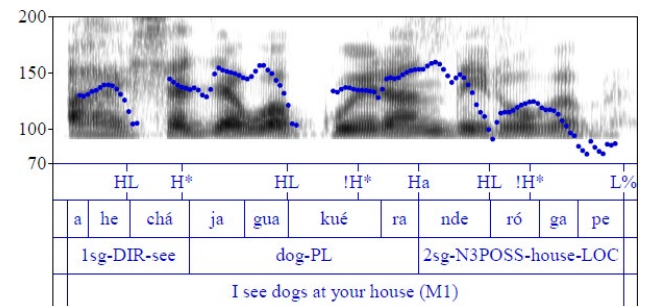 200
150
100
70
HL H* HL !H* Ha HL !H* L%
a he chá ja gua kué ra nde ró ga pe
1sg-DIR-see dog-PL 2sg-N3POSS-house-LOC
I see dogs at your house (M1)